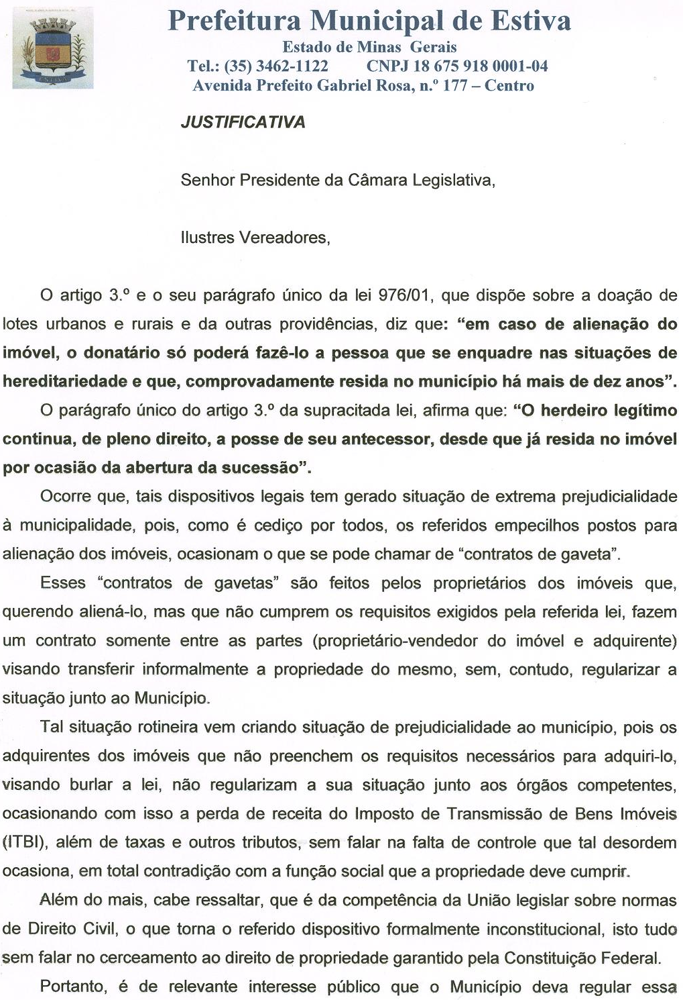 Prefeitura Municipal de Estiva
Estado de Minas Gerais
Tel.: (35) 3462-1122 CNPJ 18 675 918 0001-04
Avenida Prefeito Gabriel Rosa, n.º 177 – Centro
ESTIVA
JUSTIFICATIVA
Senhor Presidente da Câmara Legislativa,
Ilustres Vereadores,
O artigo 3.º e o seu parágrafo único da lei 976/01, que dispõe sobre a doação de
lotes urbanos e rurais e da outras providências, diz que: “em caso de alienação do
imóvel, o donatário só poderá fazê-lo a pessoa que se enquadre nas situações de
hereditariedade e que, comprovadamente resida no município há mais de dez anos”.
O parágrafo único do artigo 3.º da supracitada lei, afirma que: “O herdeiro legítimo
continua, de pleno direito, a posse de seu antecessor, desde que já resida no imóvel
por ocasião da abertura da sucessão”.
Ocorre que, tais dispositivos legais tem gerado situação de extrema prejudicialidade
à municipalidade, pois, como é cediço por todos, os referidos empecilhos postos para
alienação dos imóveis, ocasionam o que se pode chamar de “contratos de gaveta”.
Esses “contratos de gavetas” são feitos pelos proprietários dos imóveis que,
querendo aliená-lo, mas que não cumprem os requisitos exigidos pela referida lei, fazem
um contrato somente entre as partes (proprietário-vendedor do imóvel e adquirente)
visando transferir informalmente a propriedade do mesmo, sem, contudo, regularizar a
situação junto ao Município.
Tal situação rotineira vem criando situação de prejudicialidade ao município, pois os
adquirentes dos imóveis que não preenchem os requisitos necessários para adquiri-lo,
visando burlar a lei, não regularizam a sua situação junto aos órgãos competentes,
ocasionando com isso a perda de receita do Imposto de Transmissão de Bens Imóveis
(ITBI), além de taxas e outros tributos, sem falar na falta de controle que tal desordem
ocasiona, em total contradição com a função social que a propriedade deve cumprir.
Além do mais, cabe ressaltar, que é da competência da União legislar sobre normas
de Direito Civil, o que torna o referido dispositivo formalmente inconstitucional, isto tudo
sem falar no cerceamento ao direito de propriedade garantido pela Constituição Federal.
Portanto, é de relevante interesse público que o Município deva regular essa